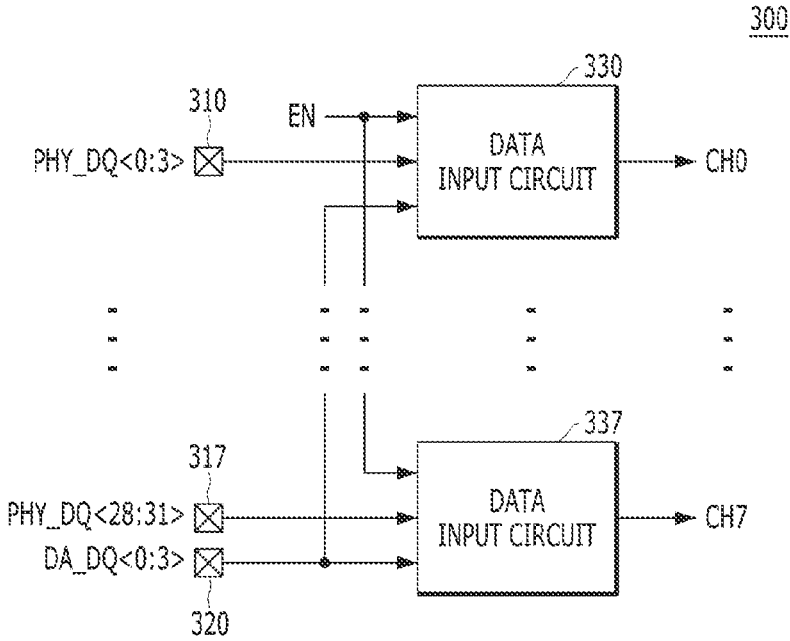 300
330
310
EN
PHY_DQ<0:3>
DATA
INPUT CIRCUIT
CH0
337
317
PHY_DQ<28:31>
DATA
INPUT CIRCUIT
CH7
DA_DQ<0:3>
320